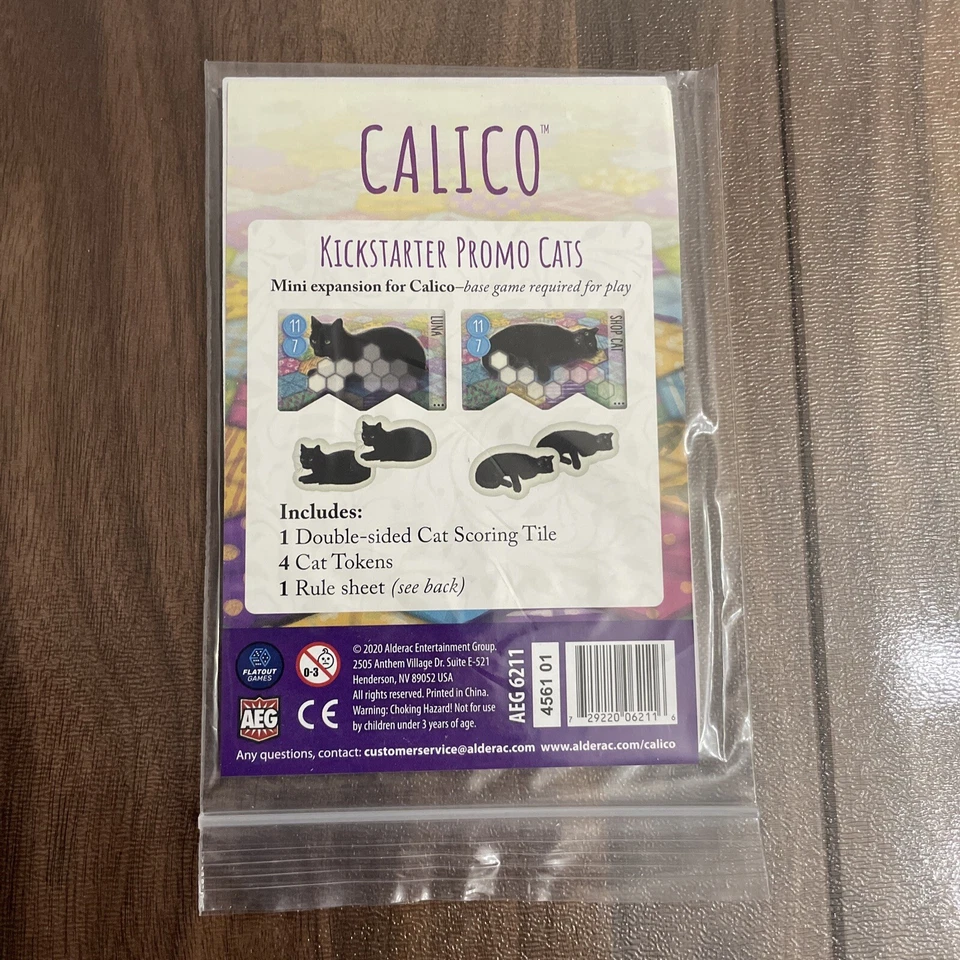 CALICO™
KICKSTARTER PROMO CATS
Mini expansion for Calico–base game required for play
11
7
LUNA
11
7
SHOP CAT
Includes:
1 Double-sided Cat Scoring Tile
4 Cat Tokens
1 Rule sheet (see back)
FLATOUT
GAMES
0-3
AEG
CE
© 2020 Alderac Entertainment Group.
2505 Anthem Village Dr. Suite E-521
Henderson, NV 89052 USA
All rights reserved. Printed in China.
Warning: Choking Hazard! Not for use
by children under 3 years of age.
AEG 6211
4561 01
7 29220 06211 6
Any questions, contact: customerservice@alderac.com www.alderac.com/calico